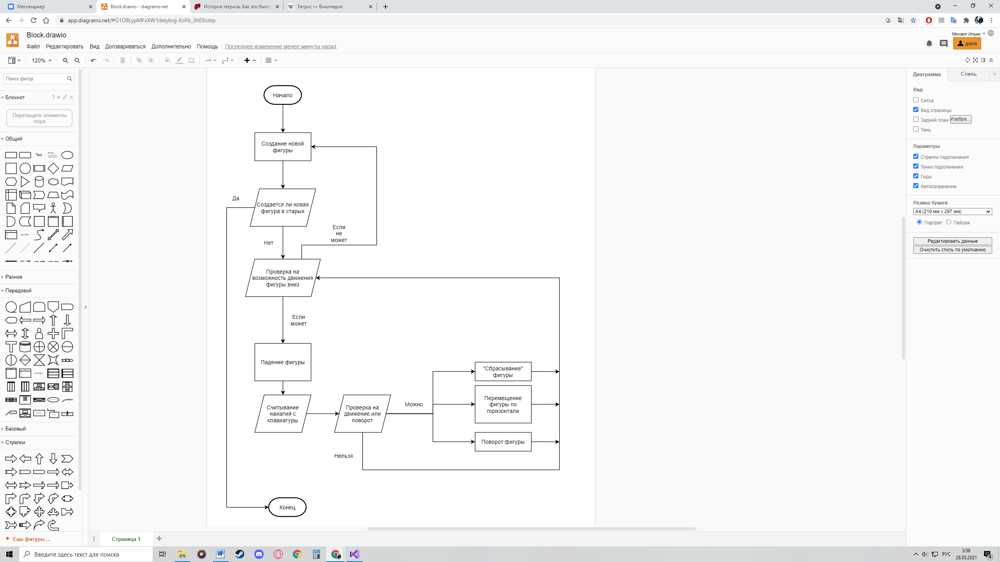 Мессенджер
Block.drawio - diagrams.net
История тетриса. Как это было
Тетрис — Википедия
app.diagrams.net/#G1O8LypMFxXW1delybrg-EoFb_3hE8crbp
Block.drawio
Михаил Ильин
Файл Редактировать Вид Договариваться Дополнительно Помощь Последнее изменение менее минуты назад
доля
120%
Поиск фигур
Блокнот
Перетащите элементы
сюда
Общий
Text
List Item
Разное
Передовой
List Item
Базовый
Стрелки
Еще фигуры ...
Начало
Создание новой
фигуры
Да
Создается ли новая
фигура в старых
Если
не
может
Нет
Проверка на
возможность движения
фигуры вниз
Если
может
Падение фигуры
"Сбрасывание"
фигуры
Перемещение
фигуры по
горизонтали
Можно
Считывание
нажатий с
клавиатуры
Проверка на
движение или
поворот
Поворот фигуры
Нельзя
Конец
Диаграмма
Стиль
Вид
Сетка
Вид страницы
Задний план Изобра...
Тень
Параметры
Стрелки подключения
Точки подключения
Гиды
Автосохранение
Размер бумаги
A4 (210 мм x 297 мм)
Портрет Пейзаж
Редактировать данные
Очистить стиль по умолчанию
Страница 1
Введите здесь текст для поиска
РУС
3:58
28.05.2021
4